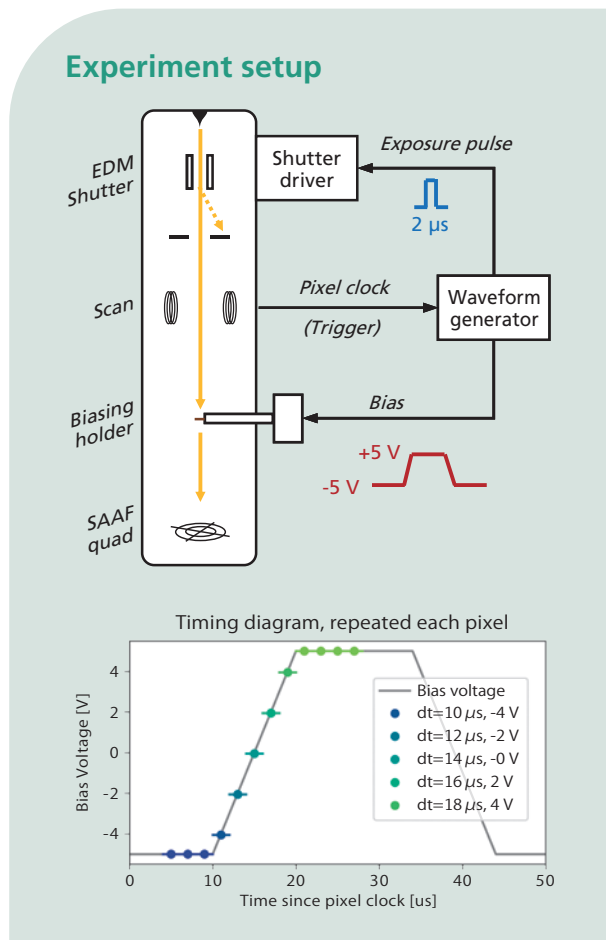 Experiment setup
EDM
Shutter
Shutter
driver
Exposure pulse
2 µs
Scan
Pixel clock
(Trigger)
Waveform
generator
Biasing
holder
Bias
+5 V
-5 V
SAAF
quad
Timing diagram, repeated each pixel
Bias Voltage [V]
4
2
0
-2
-4
Bias voltage
dt=10 µs, -4 V
dt=12 µs, -2 V
dt=14 µs, -0 V
dt=16 µs, 2 V
dt=18 µs, 4 V
0 10 20 30 40 50
Time since pixel clock [us]